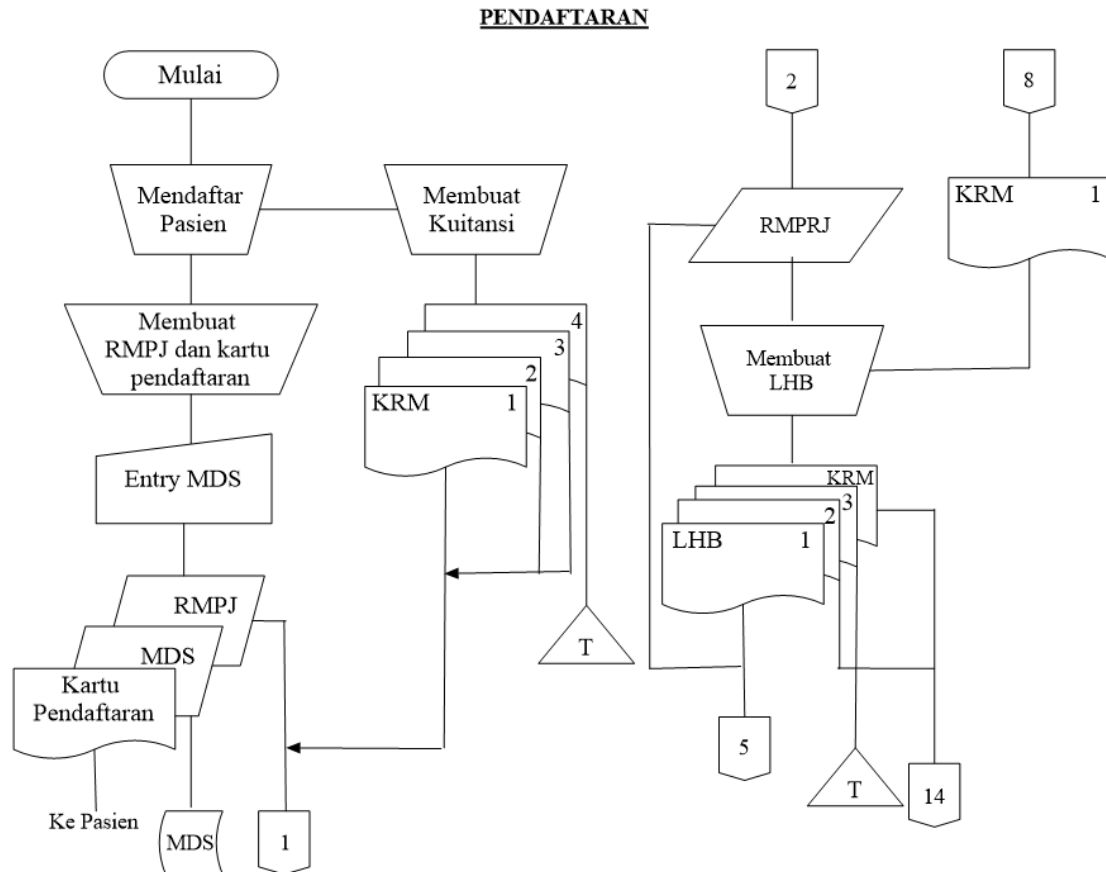 PENDAFTARAN
Mulai
Mendaftar
Pasien
Membuat
Kuitansi
Membuat
RMPJ dan kartu
pendaftaran
4
3
2
KRM 1
Entry MDS
RMPJ
MDS
Kartu
Pendaftaran
T
Ke Pasien
MDS
1
2
8
RMPRJ
KRM 1
Membuat
LHB
KRM
3
2
LHB 1
5
T
14